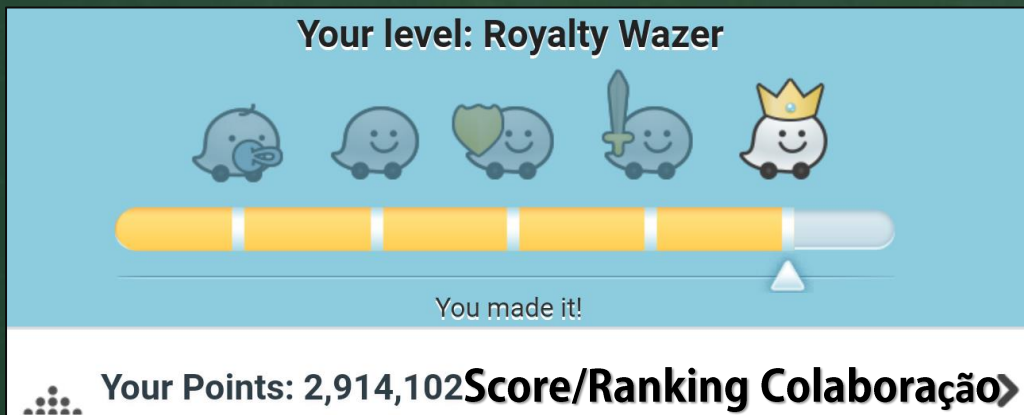 Your level: Royalty Wazer
You made it!
Your Points: 2,914,102Score/Ranking Colaboração